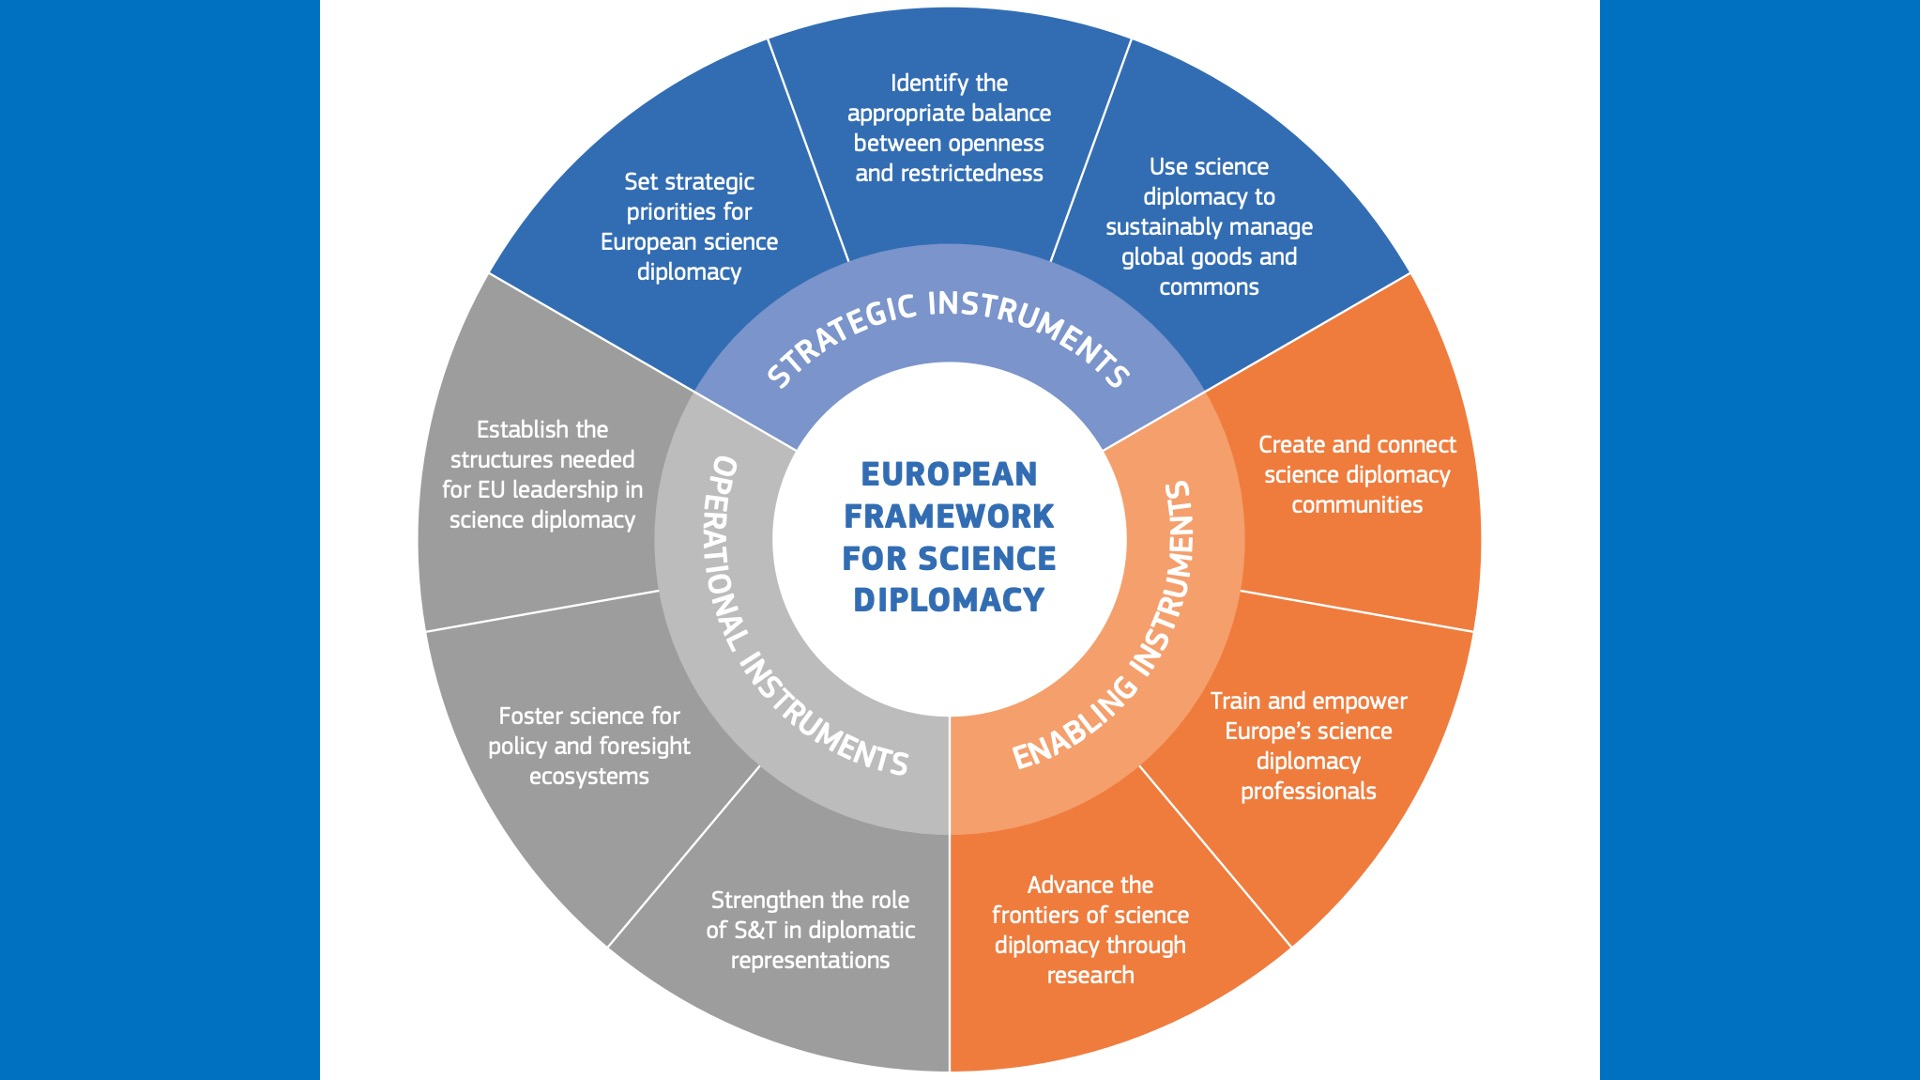 EUROPEAN
FRAMEWORK
FOR SCIENCE
DIPLOMACY
STRATEGIC INSTRUMENTS
Set strategic
priorities for
European science
diplomacy
Identify the
appropriate balance
between openness
and restrictedness
Use science
diplomacy to
sustainably manage
global goods and
commons
ENABLING INSTRUMENTS
Create and connect
science diplomacy
communities
Train and empower
Europe’s science
diplomacy
professionals
Advance the
frontiers of science
diplomacy through
research
OPERATIONAL INSTRUMENTS
Strengthen the role
of S&T in diplomatic
representations
Foster science for
policy and foresight
ecosystems
Establish the
structures needed
for EU leadership in
science diplomacy